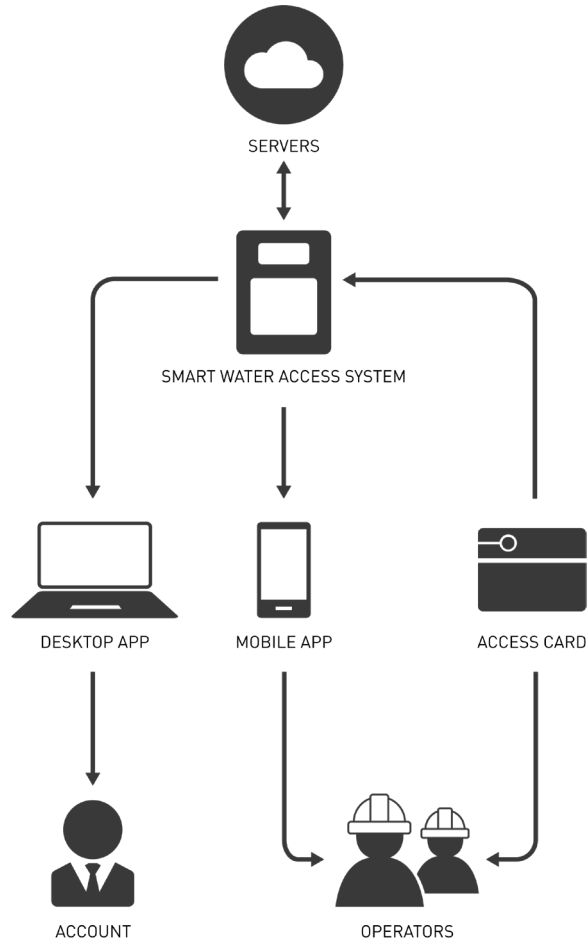 SERVERS
SMART WATER ACCESS SYSTEM
DESKTOP APP
MOBILE APP
ACCESS CARD
ACCOUNT
OPERATORS